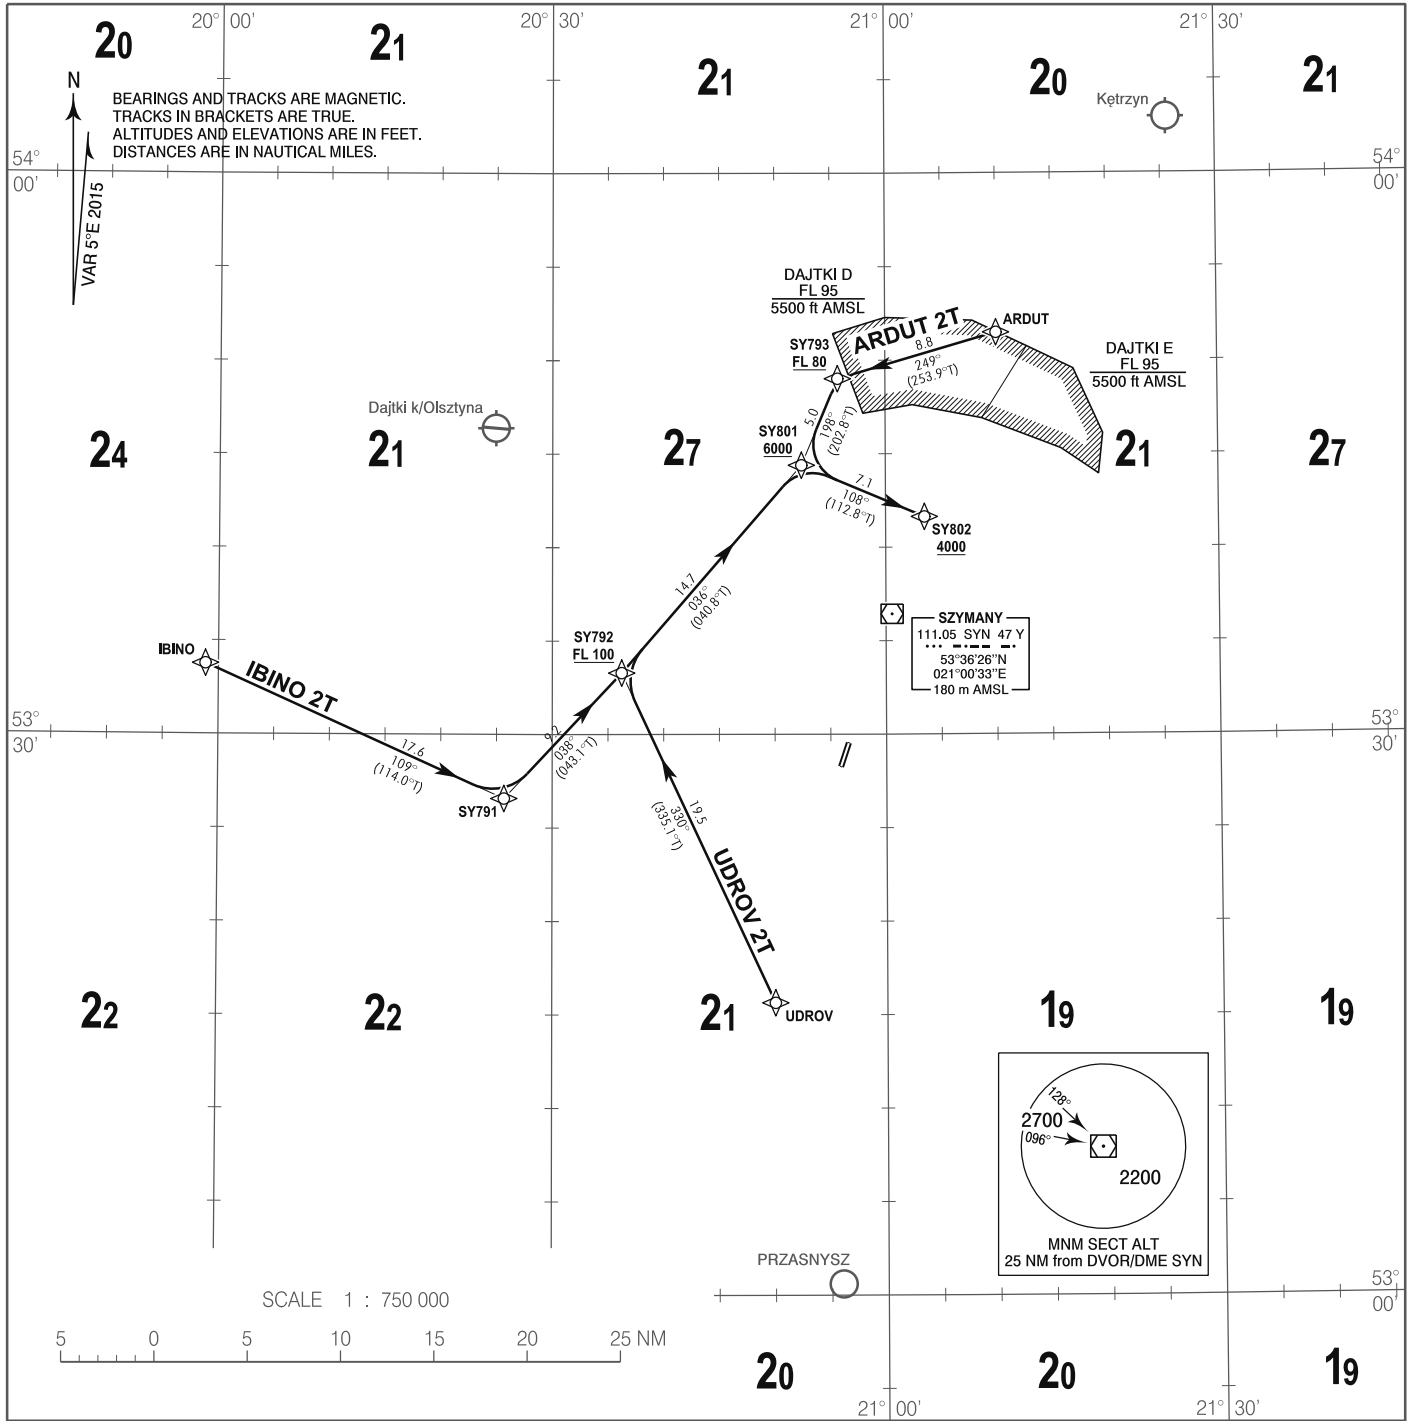 20° 00'
20° 30'
21° 00'
21° 30'
20
21
21
20
21
N
BEARINGS AND TRACKS ARE MAGNETIC.
TRACKS IN BRACKETS ARE TRUE.
ALTITUDES AND ELEVATIONS ARE IN FEET.
DISTANCES ARE IN NAUTICAL MILES.
VAR 5°E 2015
Kętrzyn
54°
00'
54°
00'
DAJTKI D
FL 95
5500 ft AMSL
ARDUT 2T
ARDUT
8.8
249°
(253.9°T)
SY793
FL 80
DAJTKI E
FL 95
5500 ft AMSL
Dajtki k/Olsztyna
5.0
198°
(202.8°T)
SY801
6000
24
21
27
21
27
7.1
108°
(112.8°T)
SY802
4000
14.7
036°
(040.8°T)
SZYMANY
111.05 SYN 47 Y
53°36'26''N
021°00'33''E
180 m AMSL
SY792
FL 100
IBINO
IBINO 2T
53°
30'
53°
30'
17.6
109°
(114.0°T)
9.2
038°
(043.1°T)
SY791
19.5
330°
(335.1°T)
UDROV 2T
UDROV
22
22
21
19
19
128°
2700
096°
2200
MNM SECT ALT
25 NM from DVOR/DME SYN
PRZASNYSZ
53°
00'
SCALE 1 : 750 000
5
0
5
10
15
20
25 NM
20
20
19
21° 00'
21° 30'